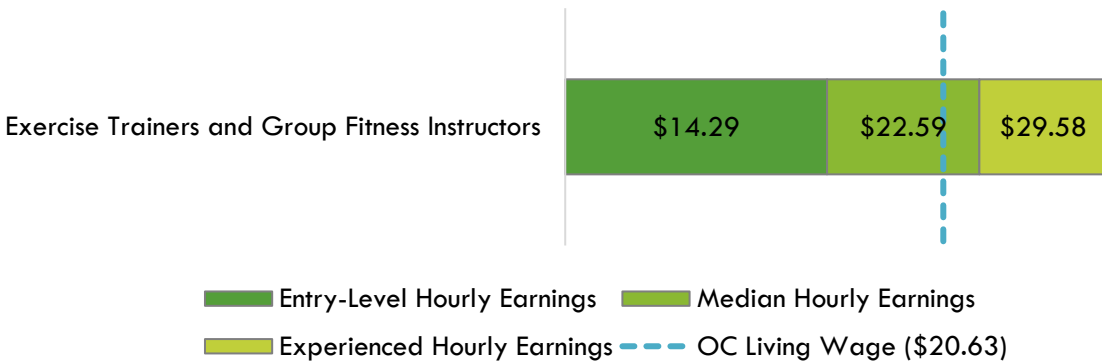 Exercise Trainers and Group Fitness Instructors $14.29 $22.59 $29.58
Entry-Level Hourly Earnings Median Hourly Earnings
Experienced Hourly Earnings OC Living Wage ($20.63)